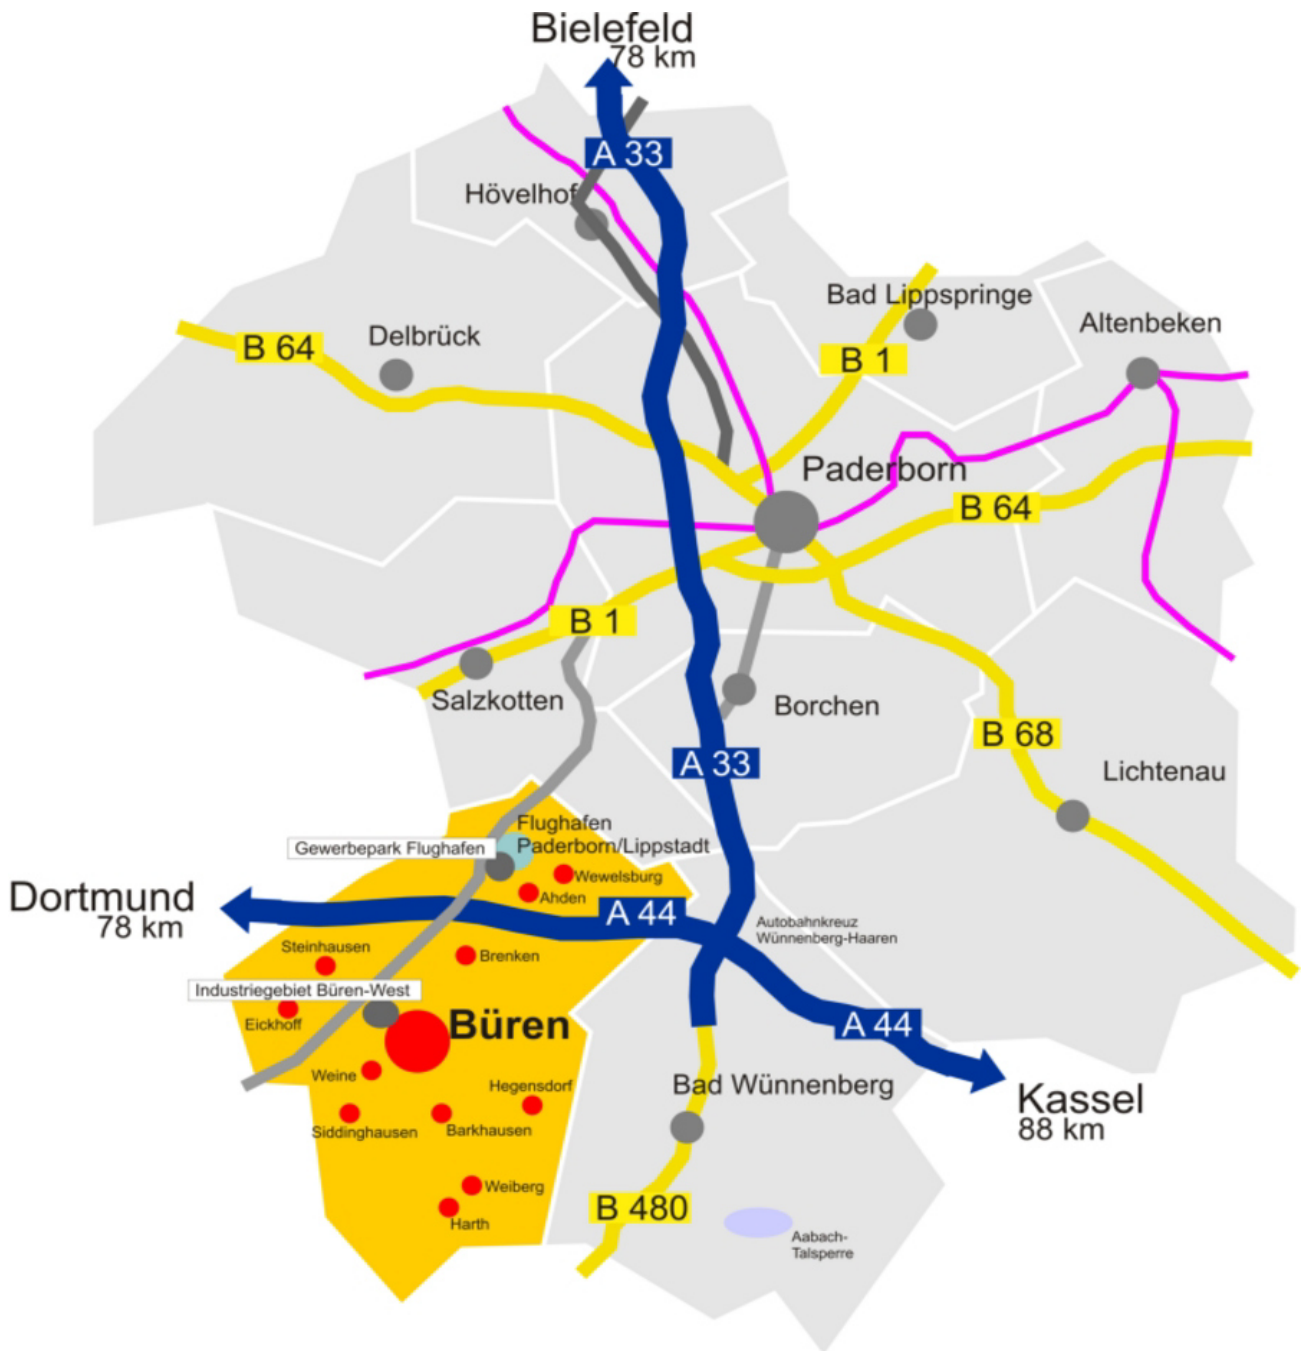 Bielefeld
78 km
A 33
Hövelhof
Bad Lippspringe
Altenbeken
Delbrück
B 64
B 1
Paderborn
B 64
B 1
Salzkotten
Borchen
B 68
A 33
Lichtenau
Flughafen
Paderborn/Lippstadt
Gewerbepark Flughafen
Wewelsburg
Ahden
Dortmund
78 km
A 44
Autobahnkreuz
Wünnenberg-Haaren
Steinhausen
Brenken
Industriegebiet Büren-West
Eickhoff
Büren
A 44
Weine
Hegensdorf
Bad Wünnenberg
Kassel
88 km
Siddinghausen
Barkhausen
Weiberg
Harth
B 480
Aabach-
Talsperre